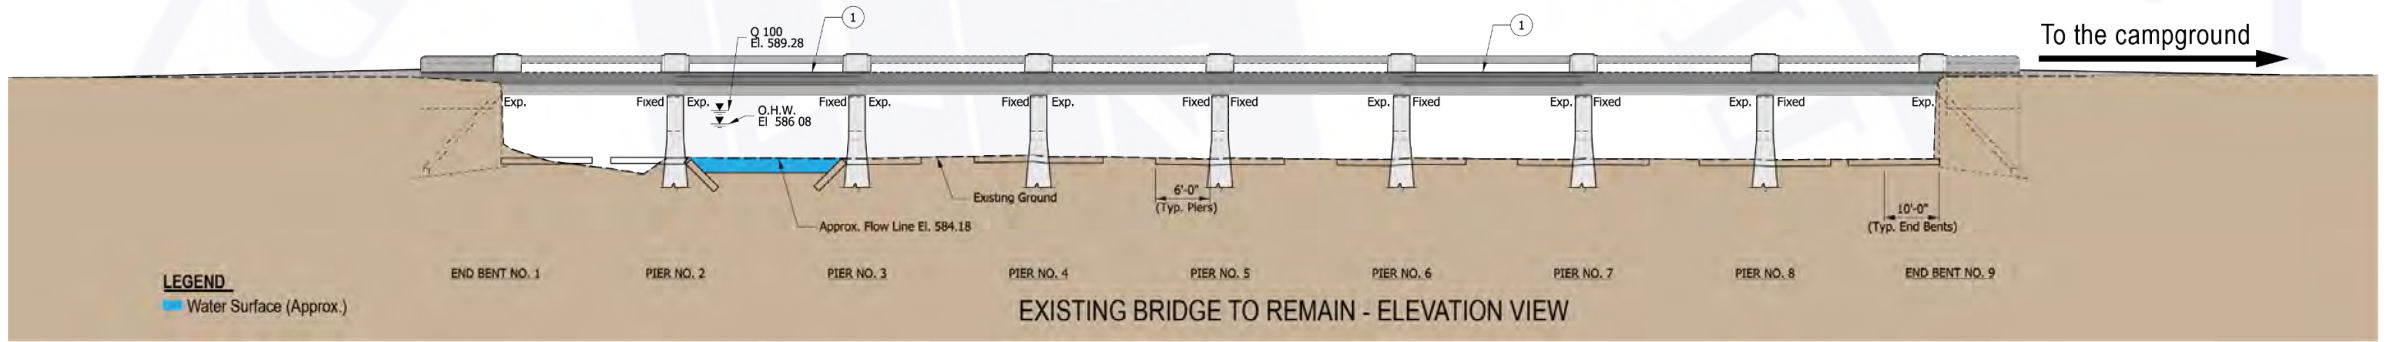 1
1
Q 100
El. 589.28
To the campground
Exp.
Fixed
Exp.
Fixed
Exp.
Fixed
Exp.
Fixed
Fixed
Exp.
Fixed
Exp.
Fixed
Exp.
Fixed
Exp.
O.H.W.
El 586 08
6'-0"
(Typ. Piers)
Existing Ground
10'-0"
(Typ. End Bents)
Approx. Flow Line El. 584.18
END BENT NO. 1
PIER NO. 2
PIER NO. 3
PIER NO. 4
PIER NO. 5
PIER NO. 6
PIER NO. 7
PIER NO. 8
END BENT NO. 9
LEGEND
Water Surface (Approx.)
EXISTING BRIDGE TO REMAIN - ELEVATION VIEW